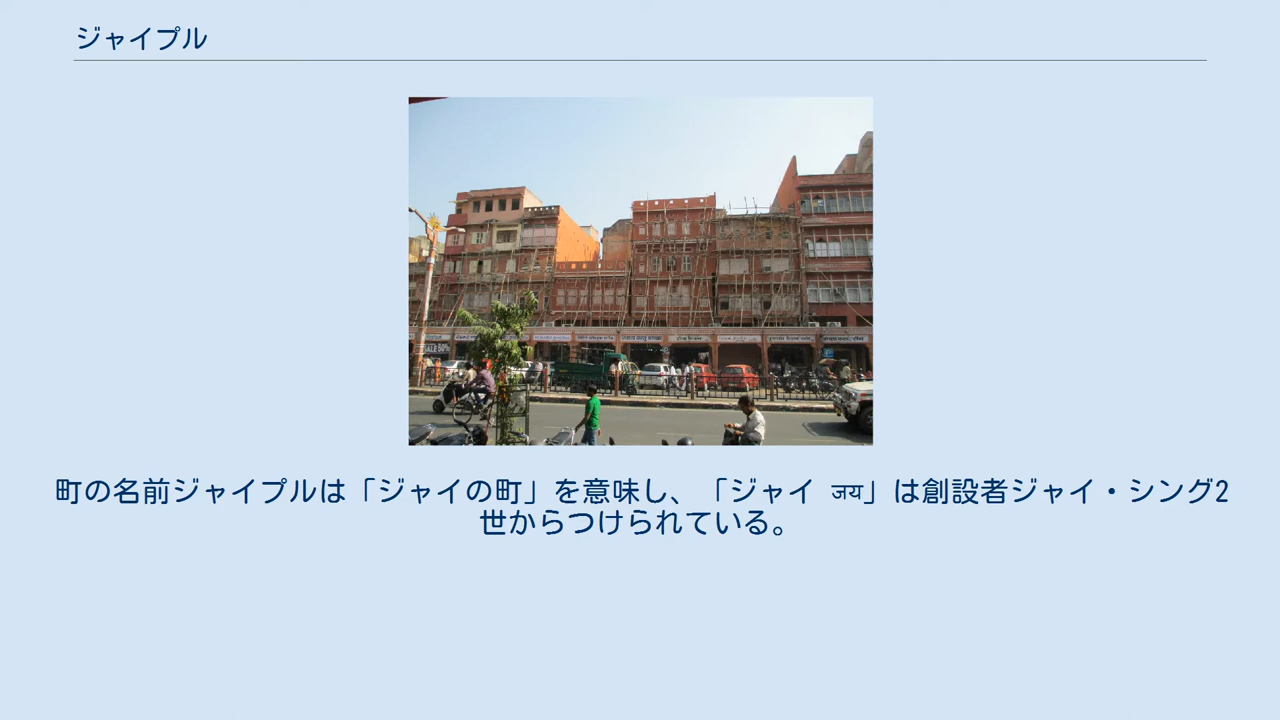 ジャイプル
SALE 50%
町の名前ジャイプルは「ジャイの町」を意味し、「ジャイ जय」は創設者ジャイ・シング2
世からつけられている。